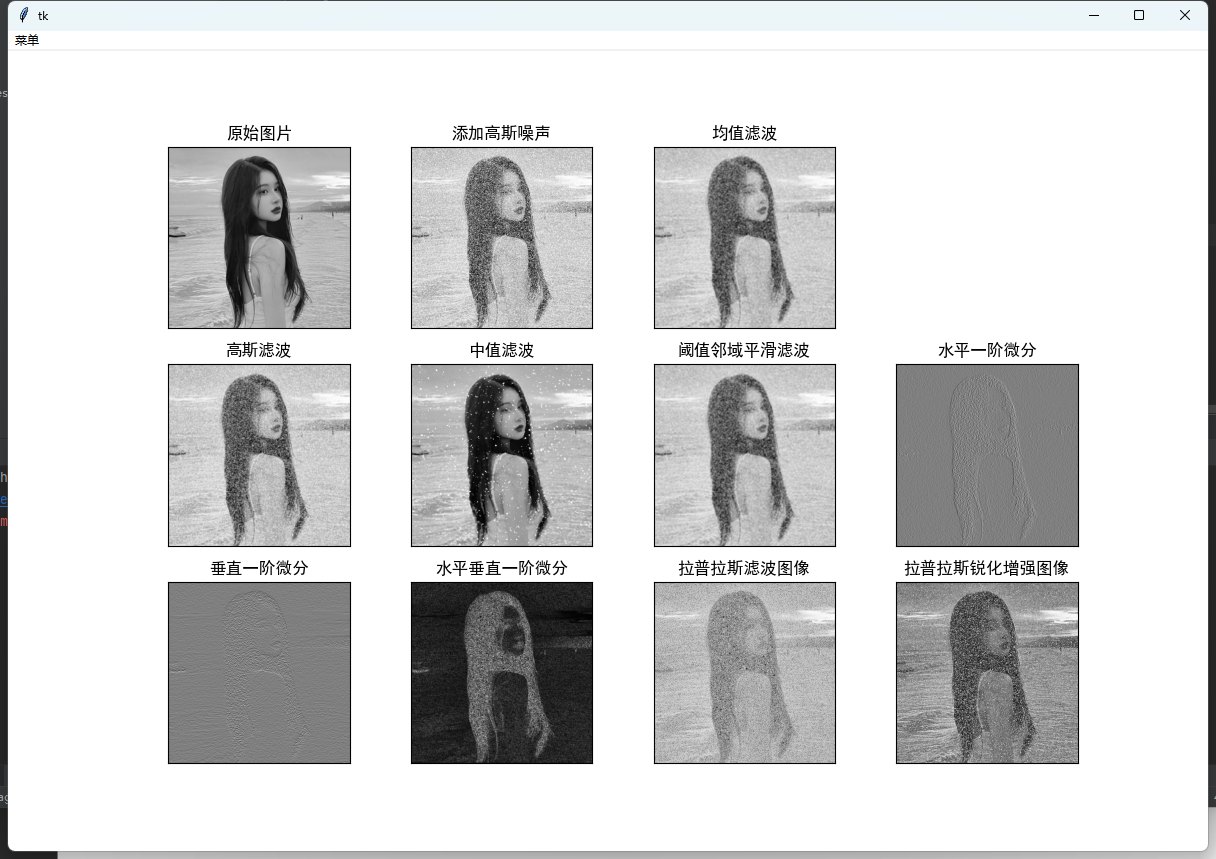 tk
菜单
原始图片
添加高斯噪声
均值滤波
高斯滤波
中值滤波
阈值邻域平滑滤波
水平一阶微分
垂直一阶微分
水平垂直一阶微分
拉普拉斯滤波图像
拉普拉斯锐化增强图像